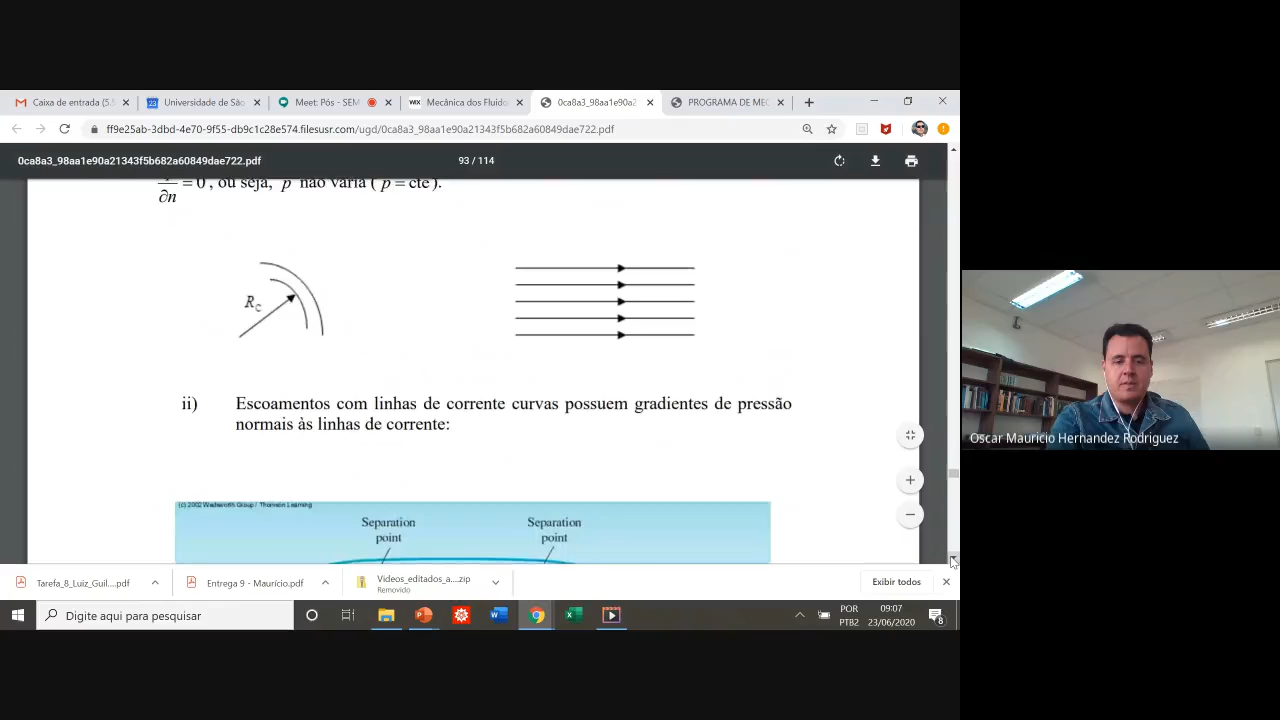 Caixa de entrada (5.5
Universidade de São
Meet: Pós - SEM
Mecânica dos Fluido
0ca8a3_98aa1e90a2
PROGRAMA DE MEC
ff9e25ab-3dbd-4e70-9f55-db9c1c28e574.filesusr.com/ugd/0ca8a3_98aa1e90a21343f5b682a60849dae722.pdf
0ca8a3_98aa1e90a21343f5b682a60849dae722.pdf
93 / 114
∂n = 0, ou seja, p não varia ( p = cte ).
R_C
ii) Escoamentos com linhas de corrente curvas possuem gradientes de pressão
normais às linhas de corrente:
(c) 2002 Wadsworth Group / Thomson Learning
Separation
point
Separation
point
Oscar Mauricio Hernandez Rodriguez
Tarefa_8_Luiz_Guil....pdf
Entrega 9 - Maurício.pdf
Videos_editados_a....zip
Removido
Exibir todos
Digite aqui para pesquisar
POR
PTB2
09:07
23/06/2020
8